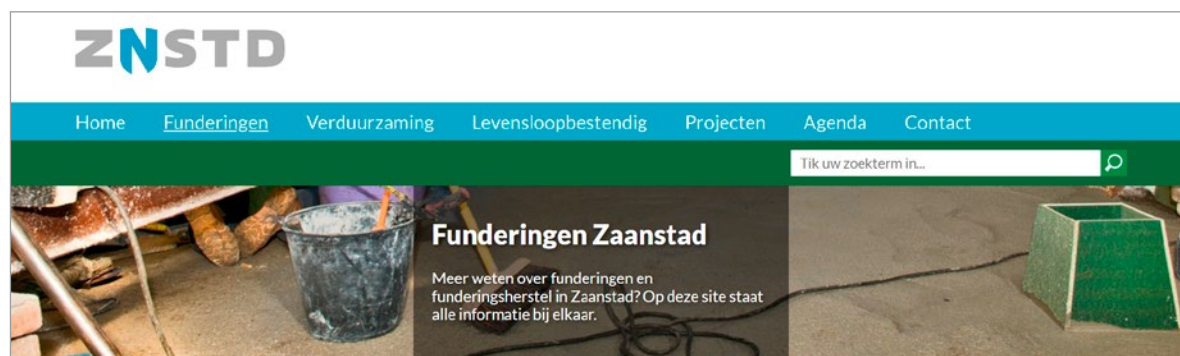 ZNSTD
Home Funderingen Verduurzaming Levensloopbestendig Projecten Agenda Contact
Tik uw zoekterm in...
Funderingen Zaanstad
Meer weten over funderingen en
funderingsherstel in Zaanstad? Op deze site staat
alle informatie bij elkaar.